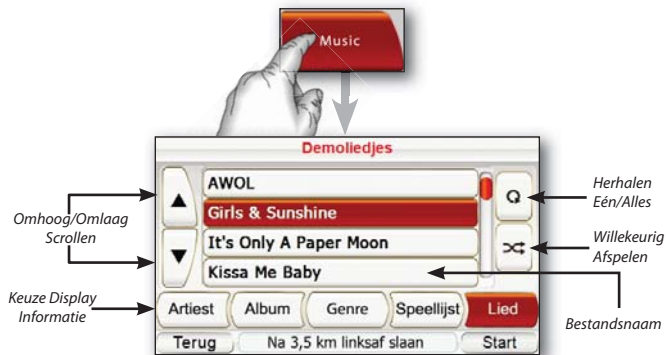 Music
Demoliedjes
AWOL
Girls & Sunshine
It's Only A Paper Moon
Kissa Me Baby
Omhoog/Omlaag
Scrollen
Herhalen
Eén/Alles
Willekeurig
Afspelen
Keuze Display
Informatie
Artiest Album Genre Speellijst Lied
Bestandsnaam
Terug Na 3,5 km linksaf slaan Start